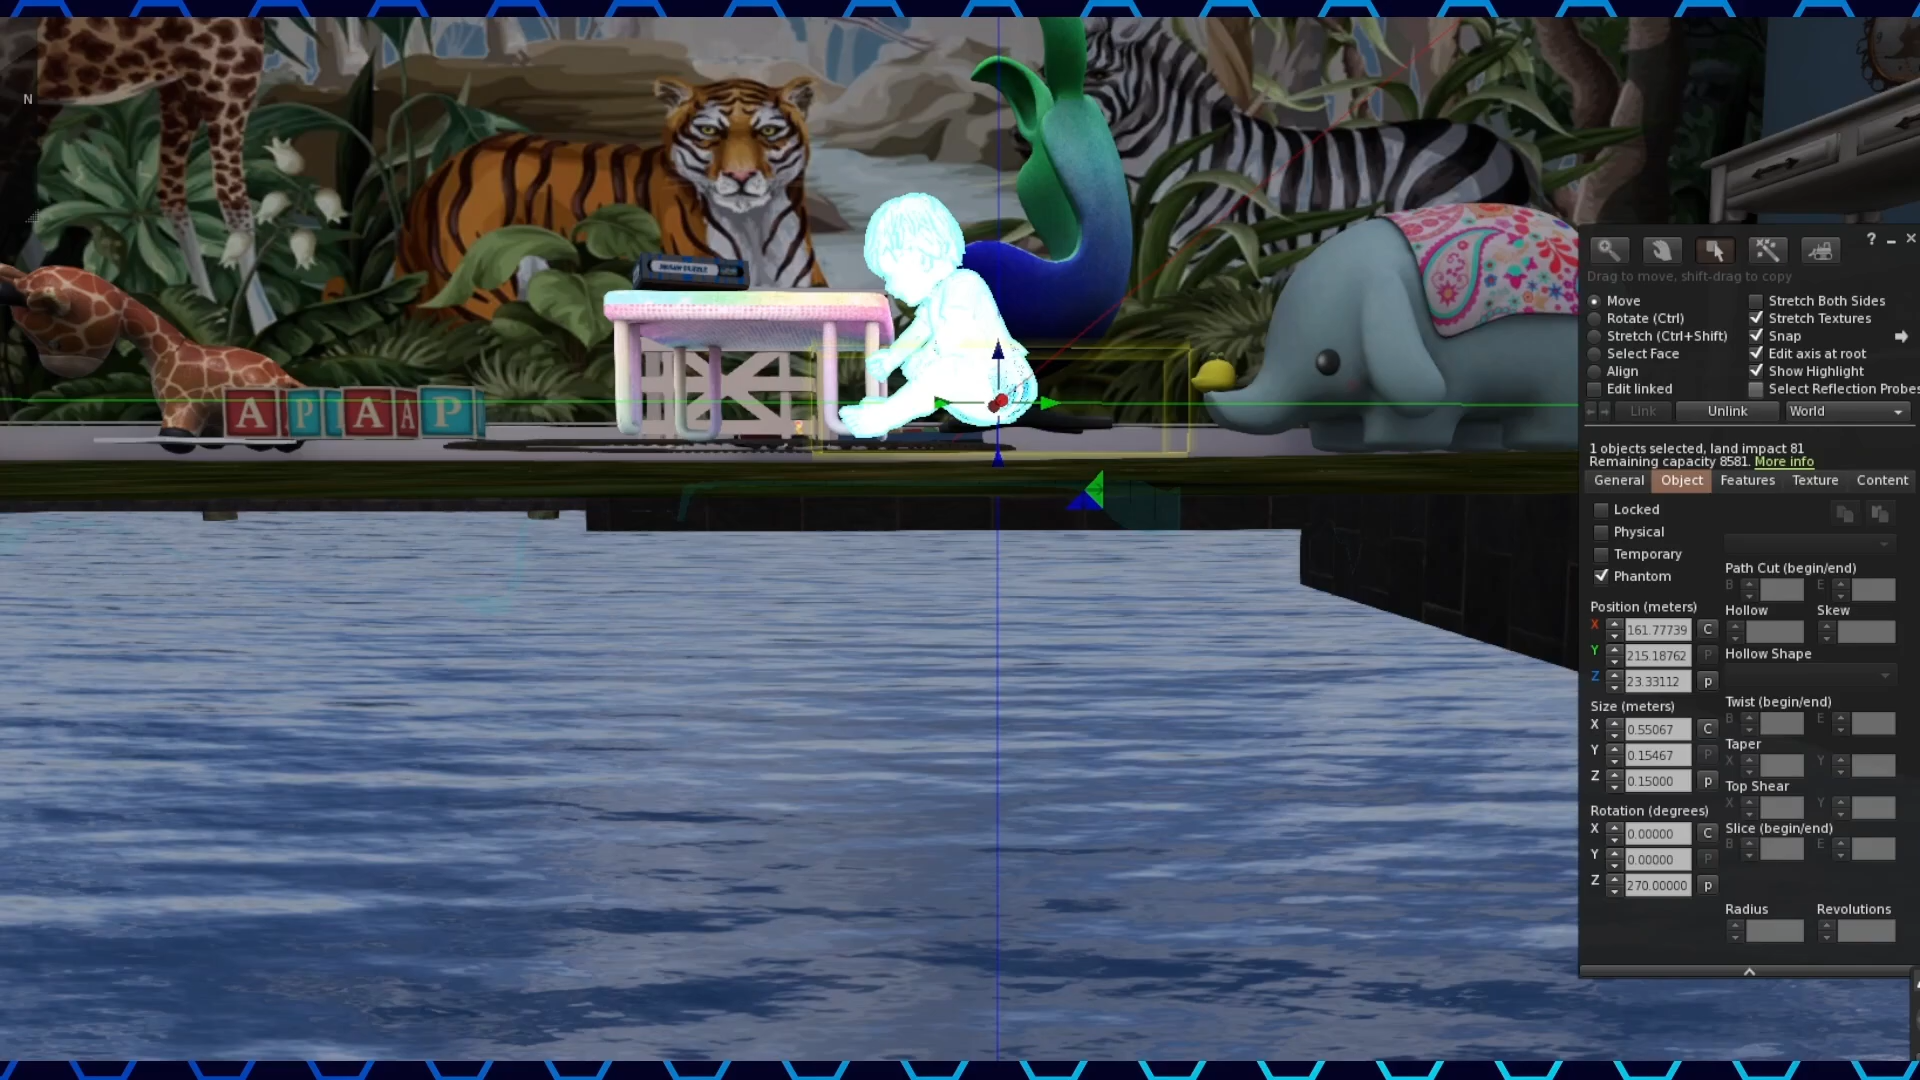 N
A P A A P
?
Drag to move, shift-drag to copy
Move Stretch Both Sides
Rotate (Ctrl) Stretch Textures
Stretch (Ctrl+Shift) Snap
Select Face Edit axis at root
Align Show Highlight
Edit linked Select Reflection Probes
Link Unlink World
1 objects selected, land impact 81
Remaining capacity 8581. More info
General Object Features Texture Content
Locked
Physical
Temporary
Phantom
Path Cut (begin/end)
B E
Position (meters)
Hollow Skew
X 161.77739 C
Y 215.18762 P
Hollow Shape
Z 23.33112 p
Size (meters)
Twist (begin/end)
B E
X 0.55067 C
Taper
Y 0.15467 P
X Y
Z 0.15000 p
Top Shear
X Y
Rotation (degrees)
Slice (begin/end)
X 0.00000 C
B E
Y 0.00000 P
Z 270.00000 p
Radius Revolutions